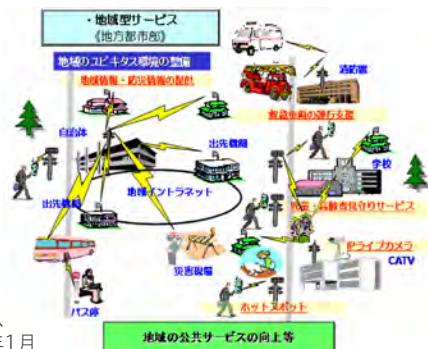 ・地域型サービス
《地方都市部》
地域のユビキタス環境の整備
地域情報・防災情報の提供
消防署
救急車両の運行支援
自治体
出先機関
学校
地域イントラネット
出先機関
児童・高齢者見守りサービス
IPライブカメラ
CATV
災害現場
バス停
ホットスポット
地域の公共サービスの向上等
年1月